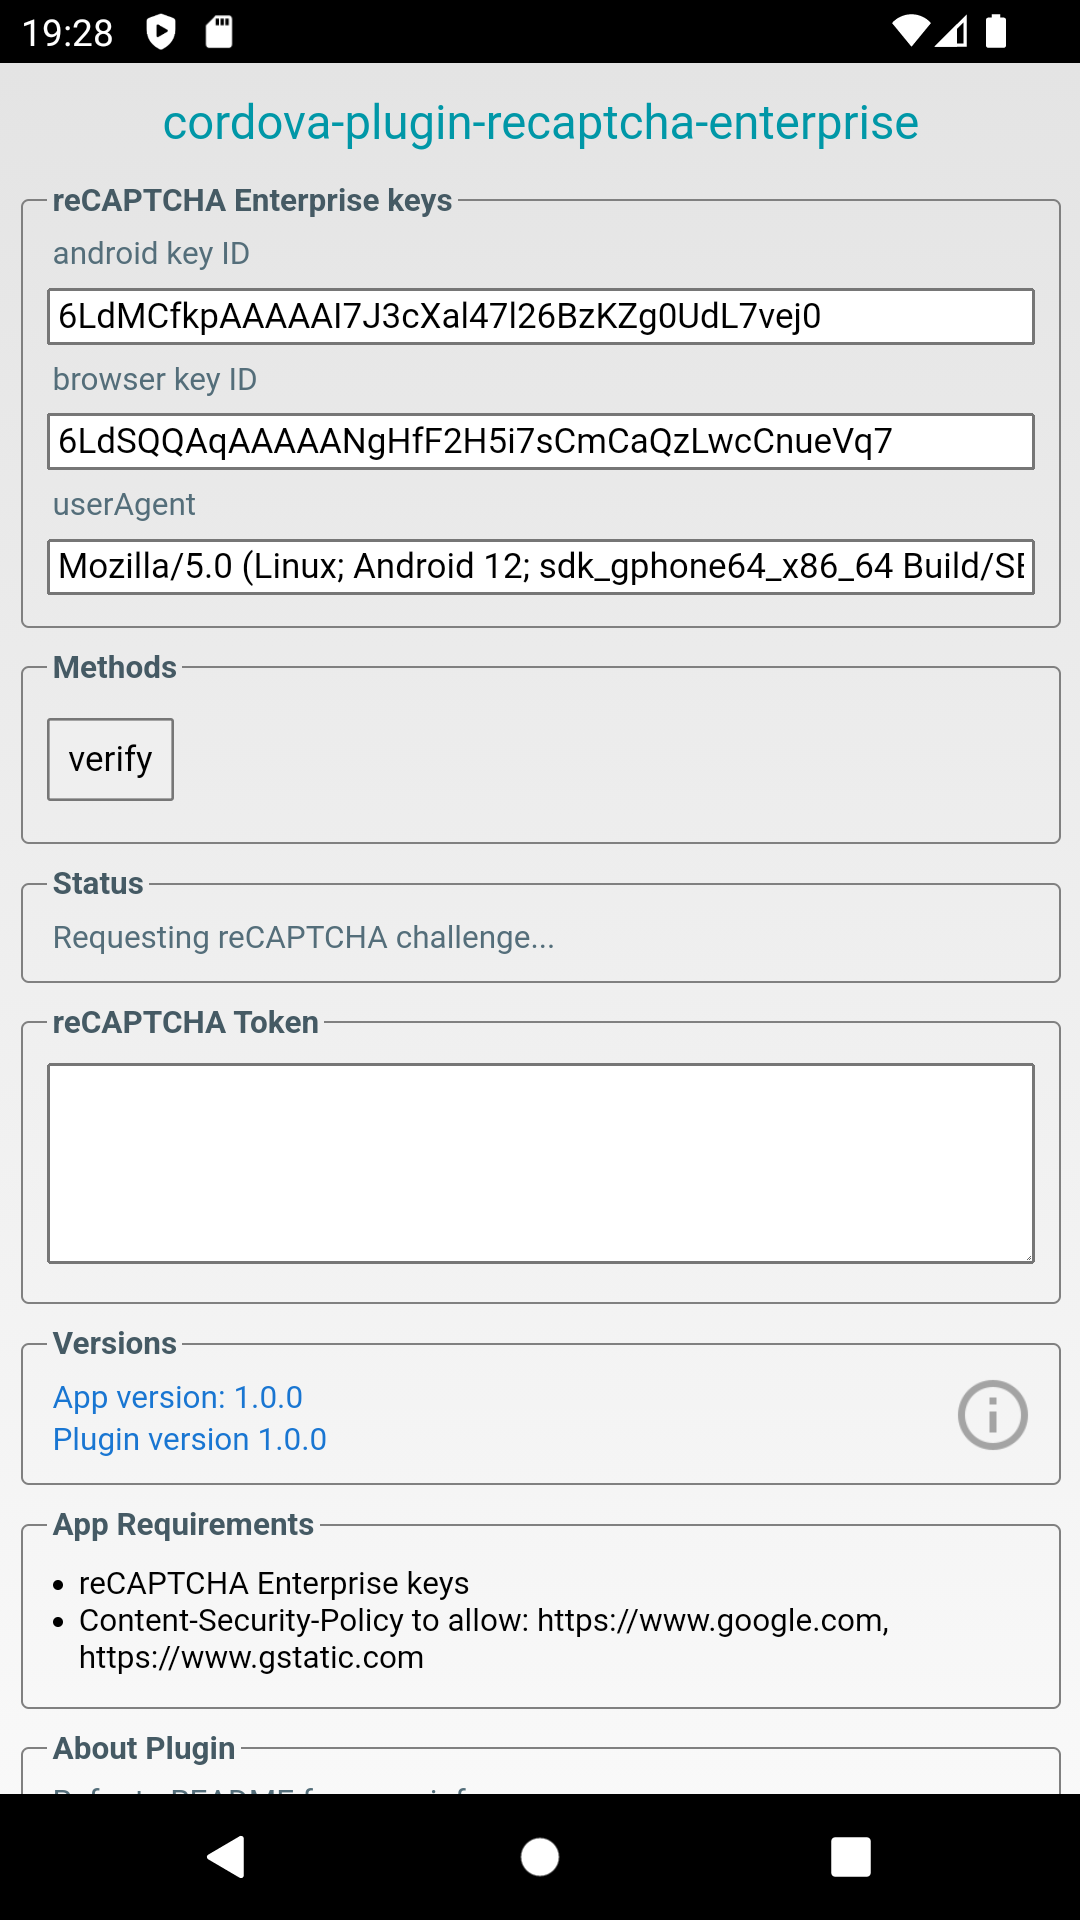 19:28
cordova-plugin-recaptcha-enterprise
reCAPTCHA Enterprise keys
android key ID
6LdMCfkpAAAAAI7J3cXal47l26BzKZg0UdL7vej0
browser key ID
6LdSQQAqAAAAANgHfF2H5i7sCmCaQzLwcCnueVq7
userAgent
Mozilla/5.0 (Linux; Android 12; sdk_gphone64_x86_64 Build/SE
Methods
verify
Status
Requesting reCAPTCHA challenge...
reCAPTCHA Token
Versions
App version: 1.0.0
Plugin version 1.0.0
App Requirements
reCAPTCHA Enterprise keys
Content-Security-Policy to allow: https://www.google.com,
https://www.gstatic.com
About Plugin